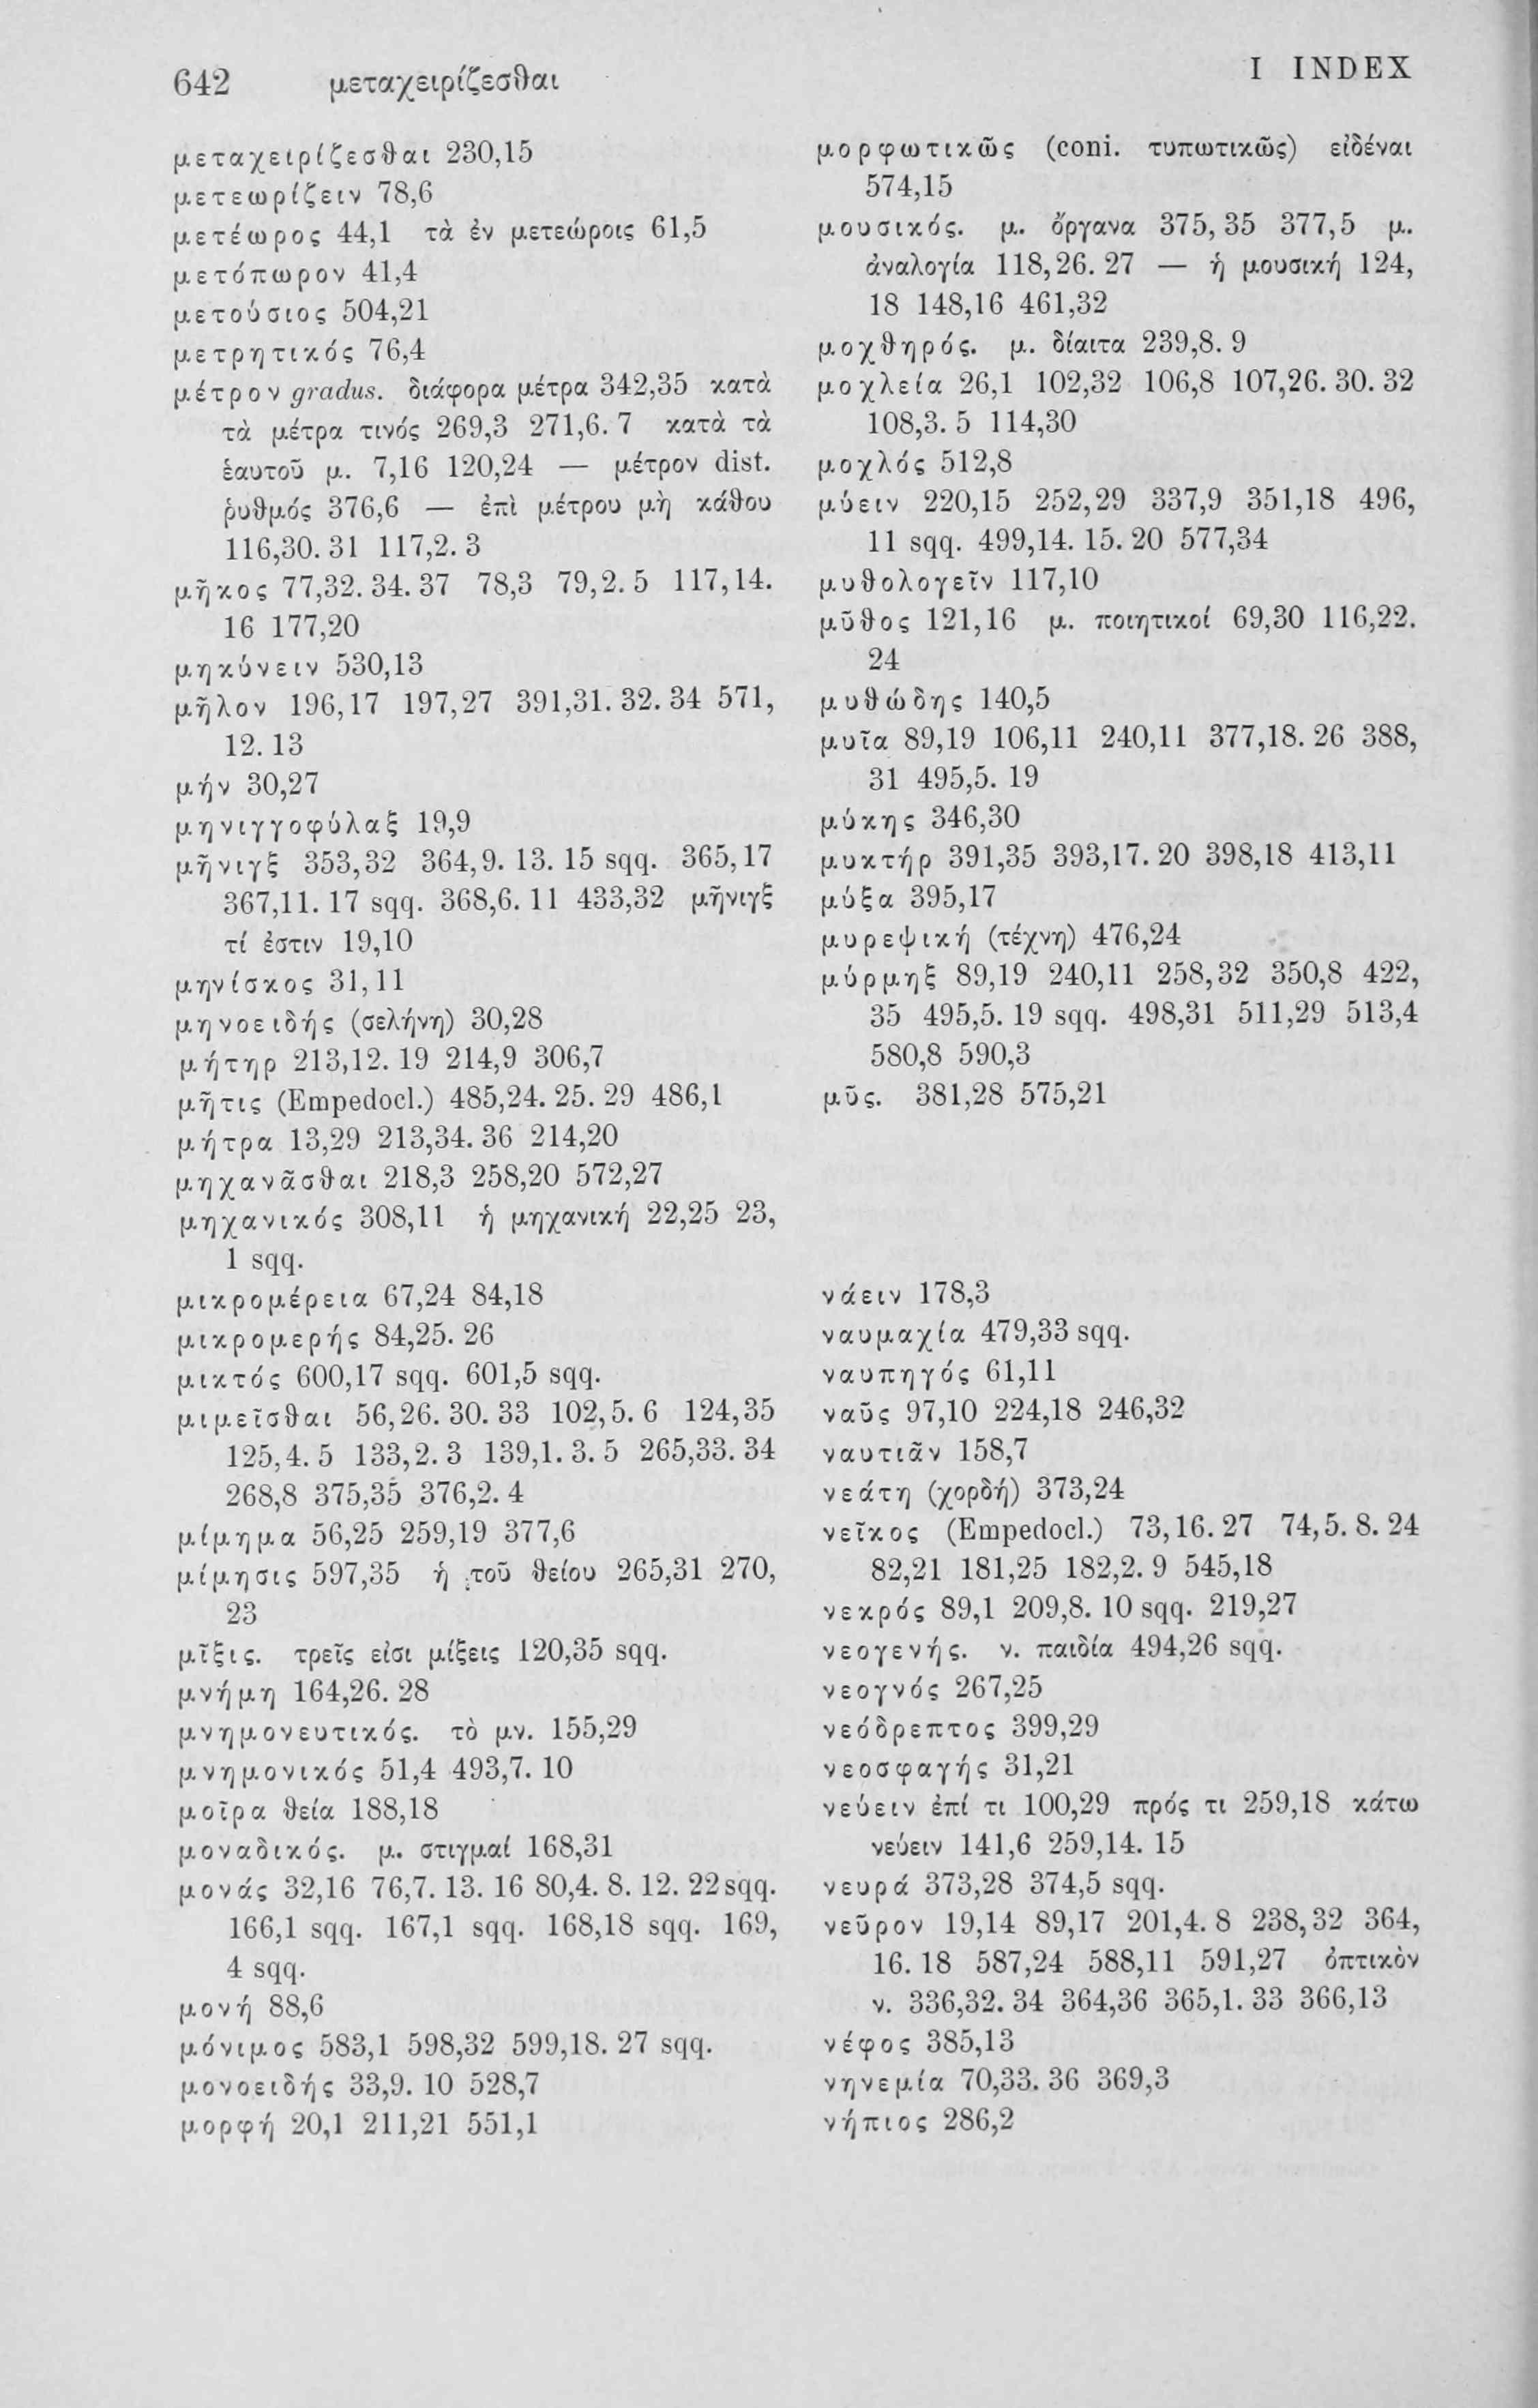 642 μεταχειρίζεσθαι I INDEX
μεταχειρίζεσθαι 230,15
μετεωρίζειν 78,6
μετέωρος 44,1 τὰ ἐν μετεώροις 61,5
μετόπωρον 41,4
μετούσιος 504,21
μετρητικός 76,4
μέτρον gradus. διάφορα μέτρα 342,35 κατὰ
τὰ μέτρα τινός 269,3 271,6. 7 κατὰ τὰ
ἑαυτοῦ μ. 7,16 120,24 — μέτρον dist.
ῥυθμός 376,6 — ἐπὶ μέτρου μὴ κάθου
116,30. 31 117,2. 3
μῆκος 77,32. 34. 37 78,3 79,2. 5 117,14.
16 177,20
μηκύνειν 530,13
μῆλον 196,17 197,27 391,31. 32. 34 571,
12. 13
μήν 30,27
μηνιγγοφύλαξ 19,9
μῆνιγξ 353,32 364,9. 13. 15 sqq. 365,17
367,11. 17 sqq. 368,6. 11 433,32 μῆνιγξ
τί ἐστιν 19,10
μηνίσκος 31,11
μηνοειδής (σελήνη) 30,28
μήτηρ 213,12. 19 214,9 306,7
μῆτις (Empedocl.) 485,24. 25. 29 486,1
μήτρα 13,29 213,34. 36 214,20
μηχανᾶσθαι 218,3 258,20 572,27
μηχανικός 308,11 ἡ μηχανική 22,25 23,
1 sqq.
μικρομέρεια 67,24 84,18
μικρομερής 84,25. 26
μικτός 600,17 sqq. 601,5 sqq.
μιμεῖσθαι 56,26. 30. 33 102,5. 6 124,35
125,4. 5 133,2. 3 139,1. 3. 5 265,33. 34
268,8 375,35 376,2. 4
μίμημα 56,25 259,19 377,6
μίμησις 597,35 ἡ τοῦ θείου 265,31 270,
23
μῖξις. τρεῖς εἰσι μίξεις 120,35 sqq.
μνήμη 164,26. 28
μνημονευτικός. τὸ μν. 155,29
μνημονικός 51,4 493,7. 10
μοῖρα θεία 188,18
μοναδικός. μ. στιγμαί 168,31
μονάς 32,16 76,7. 13. 16 80,4. 8. 12. 22 sqq.
166,1 sqq. 167,1 sqq. 168,18 sqq. 169,
4 sqq.
μονή 88,6
μόνιμος 583,1 598,32 599,18. 27 sqq.
μονοειδής 33,9. 10 528,7
μορφή 20,1 211,21 551,1
μορφωτικῶς (coni. τυπωτικῶς) εἰδέναι
574,15
μουσικός. μ. ὄργανα 375,35 377,5 μ.
ἀναλογία 118,26. 27 — ἡ μουσική 124,
18 148,16 461,32
μοχθηρός. μ. δίαιτα 239,8. 9
μοχλεία 26,1 102,32 106,8 107,26. 30. 32
108,3. 5 114,30
μοχλός 512,8
μύειν 220,15 252,29 337,9 351,18 496,
11 sqq. 499,14. 15. 20 577,34
μυθολογεῖν 117,10
μῦθος 121,16 μ. ποιητικοί 69,30 116,22.
24
μυθώδης 140,5
μυῖα 89,19 106,11 240,11 377,18. 26 388,
31 495,5. 19
μύκης 346,30
μυκτήρ 391,35 393,17. 20 398,18 413,11
μύξα 395,17
μυρεψική (τέχνη) 476,24
μύρμηξ 89,19 240,11 258,32 350,8 422,
35 495,5. 19 sqq. 498,31 511,29 513,4
580,8 590,3
μῦς. 381,28 575,21
νάειν 178,3
ναυμαχία 479,33 sqq.
ναυπηγός 61,11
ναῦς 97,10 224,18 246,32
ναυτιᾶν 158,7
νεάτη (χορδή) 373,24
νεῖκος (Empedocl.) 73,16. 27 74,5. 8. 24
82,21 181,25 182,2. 9 545,18
νεκρός 89,1 209,8. 10 sqq. 219,27
νεογενής. ν. παιδία 494,26 sqq.
νεογνός 267,25
νεόδρεπτος 399,29
νεοσφαγής 31,21
νεύειν ἐπί τι 100,29 πρός τι 259,18 κάτω
νεύειν 141,6 259,14. 15
νευρά 373,28 374,5 sqq.
νεῦρον 19,14 89,17 201,4. 8 238,32 364,
16. 18 587,24 588,11 591,27 ὀπτικὸν
ν. 336,32. 34 364,36 365,1. 33 366,13
νέφος 385,13
νηνεμία 70,33. 36 369,3
νήπιος 286,2